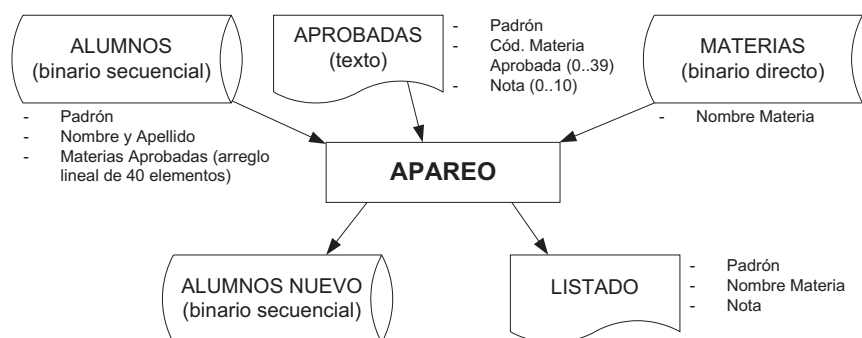 ALUMNOS
(binario secuencial)
- Padrón
- Nombre y Apellido
- Materias Aprobadas (arreglo
lineal de 40 elementos)
APROBADAS
(texto)
- Padrón
- Cód. Materia
Aprobada (0..39)
- Nota (0..10)
MATERIAS
(binario directo)
- Nombre Materia
APAREO
ALUMNOS NUEVO
(binario secuencial)
LISTADO
- Padrón
- Nombre Materia
- Nota